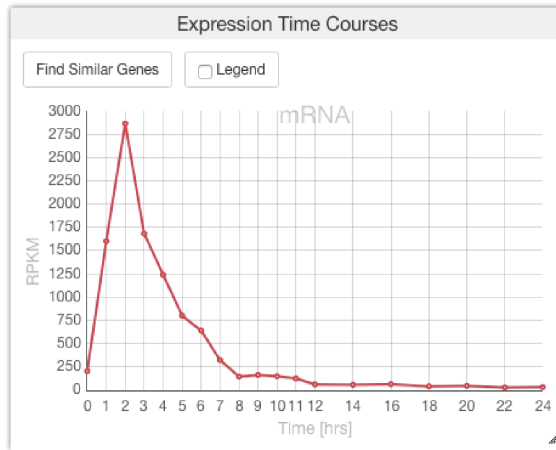 Expression Time Courses
Find Similar Genes
Legend
mRNA
3000
2750
2500
2250
2000
1750
1500
1250
1000
750
500
250
0
RPKM
0 1 2 3 4 5 6 7 8 9 10 11 12 14 16 18 20 22 24
Time [hrs]